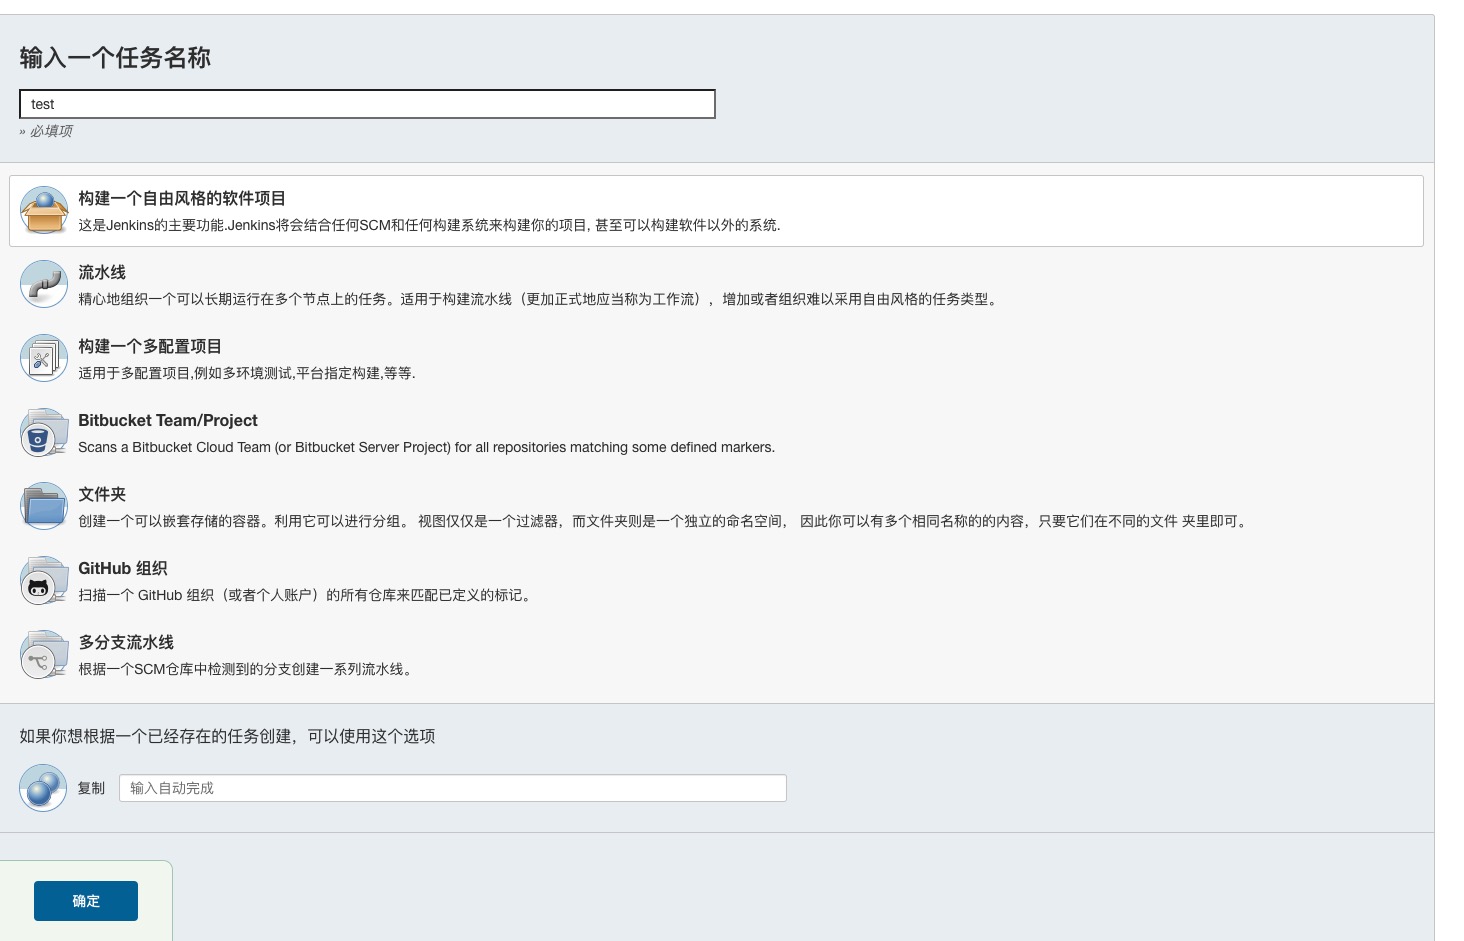 输入一个任务名称
test
» 必填项
构建一个自由风格的软件项目
这是Jenkins的主要功能.Jenkins将会结合任何SCM和任何构建系统来构建你的项目, 甚至可以构建软件以外的系统.
流水线
精心地组织一个可以长期运行在多个节点上的任务。适用于构建流水线（更加正式地应当称为工作流），增加或者组织难以采用自由风格的任务类型。
构建一个多配置项目
适用于多配置项目,例如多环境测试,平台指定构建,等等.
Bitbucket Team/Project
Scans a Bitbucket Cloud Team (or Bitbucket Server Project) for all repositories matching some defined markers.
文件夹
创建一个可以嵌套存储的容器。利用它可以进行分组。 视图仅仅是一个过滤器，而文件夹则是一个独立的命名空间， 因此你可以有多个相同名称的的内容，只要它们在不同的文件 夹里即可。
GitHub 组织
扫描一个 GitHub 组织（或者个人账户）的所有仓库来匹配已定义的标记。
多分支流水线
根据一个SCM仓库中检测到的分支创建一系列流水线。
如果你想根据一个已经存在的任务创建，可以使用这个选项
复制 输入自动完成
确定